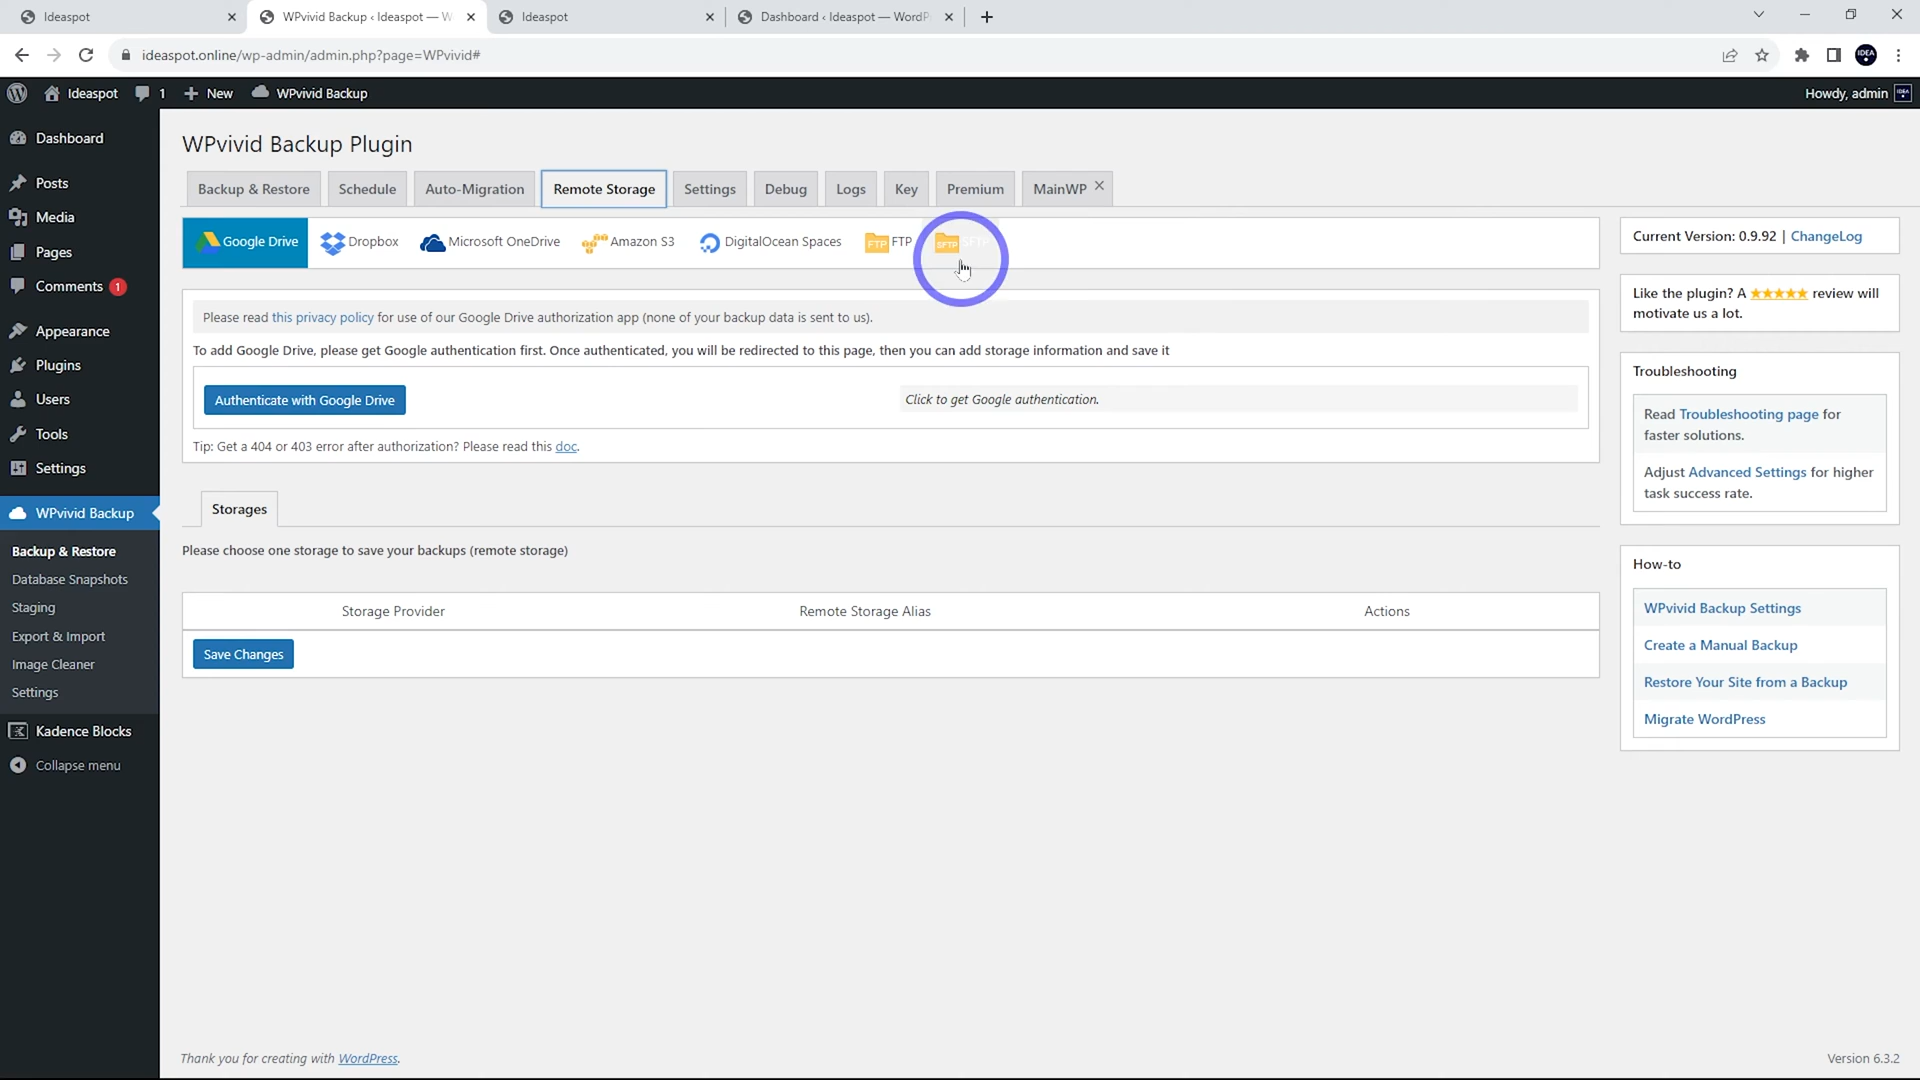 Ideaspot
WPvivid Backup ‹ Ideaspot — W
Ideaspot
Dashboard ‹ Ideaspot — WordP
ideaspot.online/wp-admin/admin.php?page=WPvivid#
IDEA
Ideaspot
1
New
WPvivid Backup
Howdy, admin
Dashboard
Posts
Media
Pages
Comments 1
Appearance
Plugins
Users
Tools
Settings
WPvivid Backup
Backup & Restore
Database Snapshots
Staging
Export & Import
Image Cleaner
Settings
Kadence Blocks
Collapse menu
WPvivid Backup Plugin
Backup & Restore
Schedule
Auto-Migration
Remote Storage
Settings
Debug
Logs
Key
Premium
MainWP
Google Drive
Dropbox
Microsoft OneDrive
Amazon S3
DigitalOcean Spaces
FTP FTP
SFTP SFTP
Please read this privacy policy for use of our Google Drive authorization app (none of your backup data is sent to us).
To add Google Drive, please get Google authentication first. Once authenticated, you will be redirected to this page, then you can add storage information and save it
Authenticate with Google Drive
Click to get Google authentication.
Tip: Get a 404 or 403 error after authorization? Please read this doc.
Storages
Please choose one storage to save your backups (remote storage)
Storage Provider
Remote Storage Alias
Actions
Save Changes
Current Version: 0.9.92 | ChangeLog
Like the plugin? A ★★★★★ review will
motivate us a lot.
Troubleshooting
Read Troubleshooting page for
faster solutions.
Adjust Advanced Settings for higher
task success rate.
How-to
WPvivid Backup Settings
Create a Manual Backup
Restore Your Site from a Backup
Migrate WordPress
Thank you for creating with WordPress.
Version 6.3.2